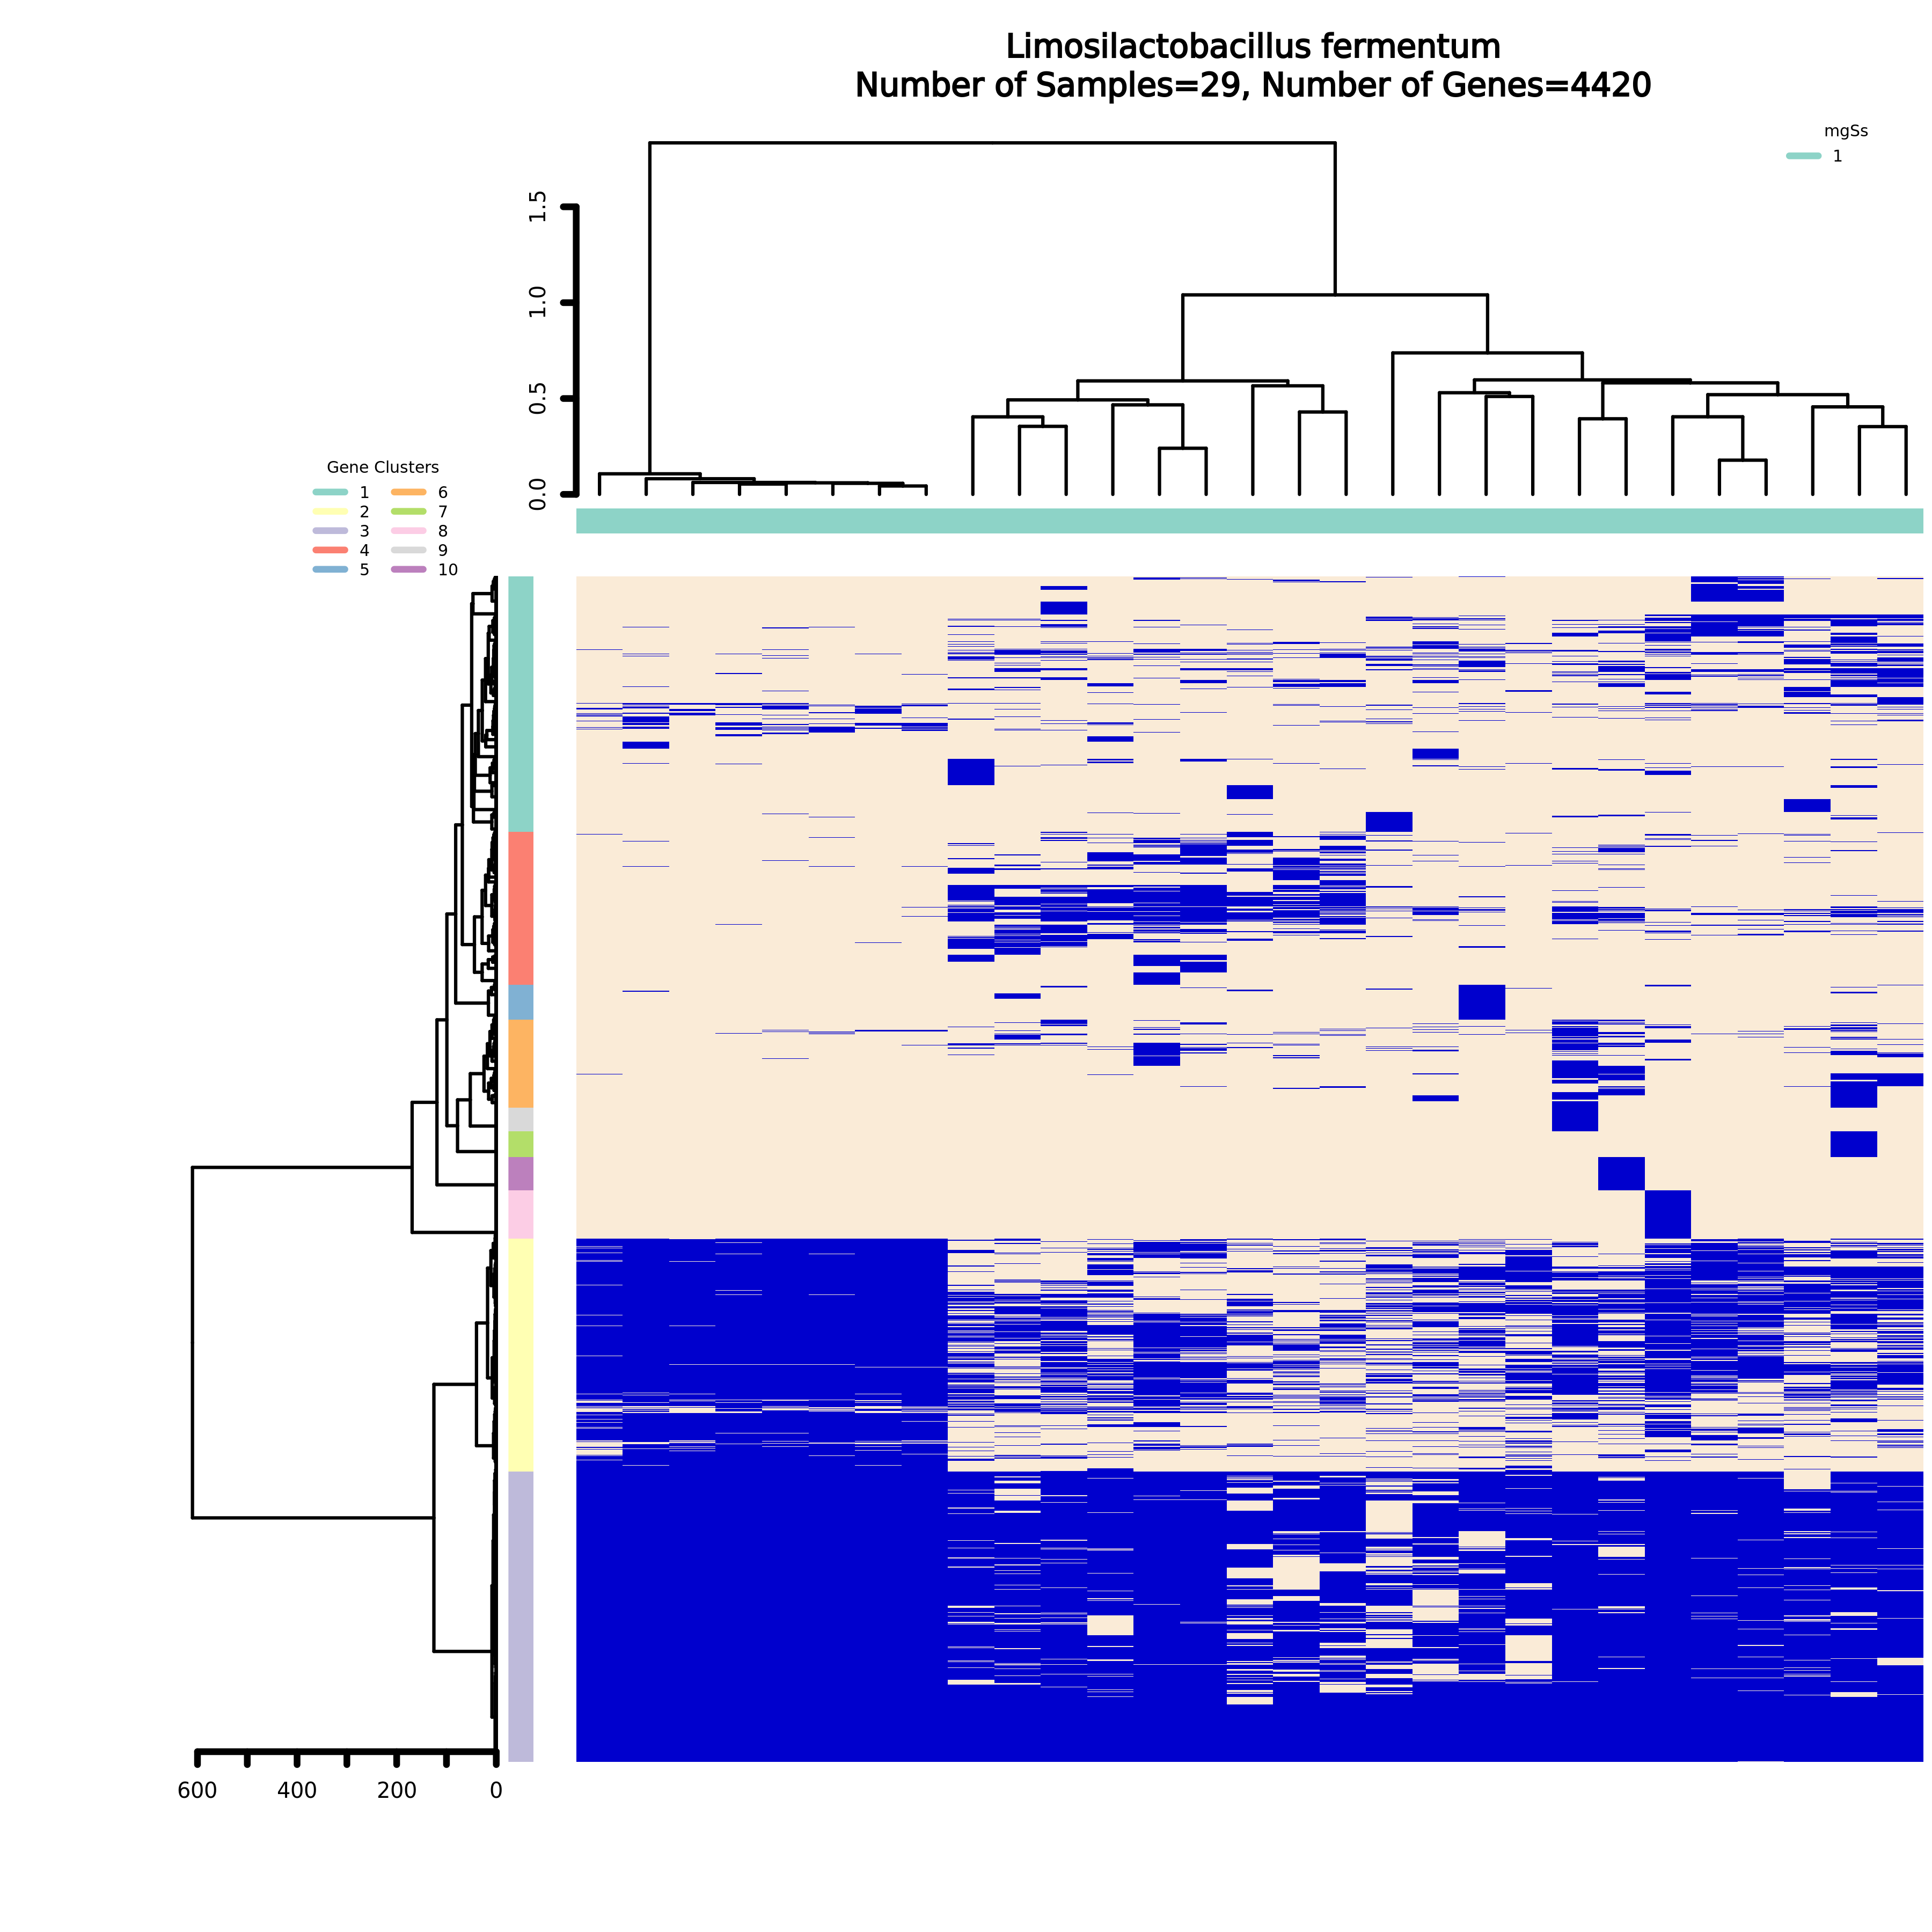 Limosilactobacillus fermentum
Number of Samples=29, Number of Genes=4420
mgSs
1
1.5
1.0
0.5
0.0
Gene Clusters
1 6
2 7
3 8
4 9
5 10
600 400 200 0